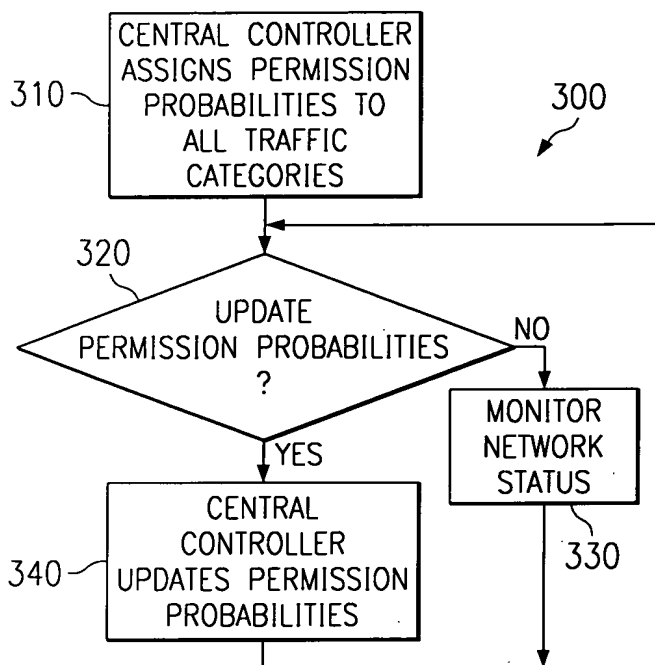 CENTRAL CONTROLLER
ASSIGNS PERMISSION
PROBABILITIES TO
ALL TRAFFIC
CATEGORIES
310
300
320
UPDATE
PERMISSION PROBABILITIES
?
NO
YES
MONITOR
NETWORK
STATUS
330
CENTRAL
CONTROLLER
UPDATES PERMISSION
PROBABILITIES
340